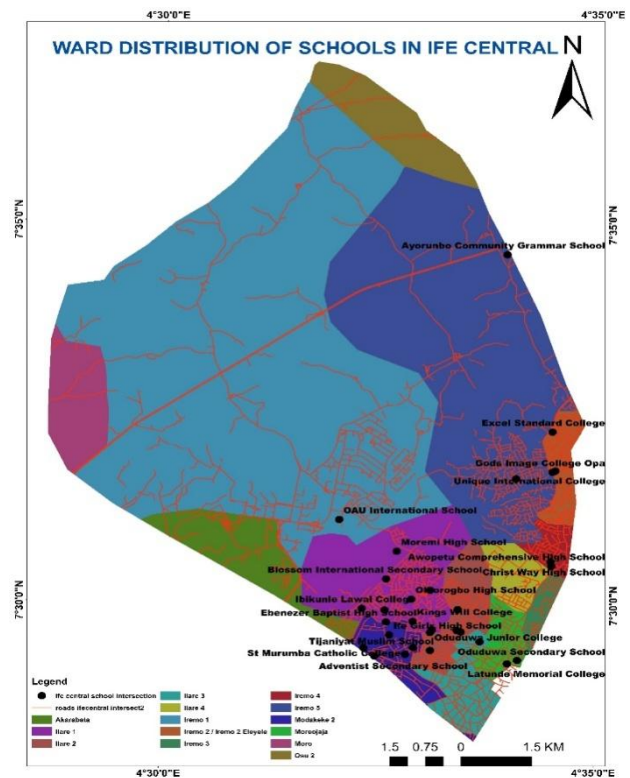 4°30'0"E
4°35'0"E
WARD DISTRIBUTION OF SCHOOLS IN IFE CENTRAL
N
7°35'0"N
7°35'0"N
Ayorunbo Community Grammar School
Excel Standard College
Gods Image College Opa
Unique International College
OAU International School
Moremi High School
Awopetu Comprehensive High School
Blossom International Secondary School
Christ Way High School
7°30'0"N
7°30'0"N
Ibikunle Lawal College
Ebenezer Baptist High School
Kings Will College
Ife Girls High School
Tijaniyat Muslim School
Oduduwa Junior College
St Murumba Catholic College
Oduduwa Secondary School
Adventist Secondary School
Latunde Memorial College
Legend
ife central school intersection
roads ifecentral intersect2
Akarabata
Ilare 1
Ilare 2
Ilare 3
Ilare 4
Iremo 1
Iremo 2 / Iremo 2 Eleyele
Iremo 3
Iremo 4
Iremo 5
Modakeke 2
Moreojaja
Moro
1.5 0.75 0 1.5 KM
4°30'0"E
4°35'0"E